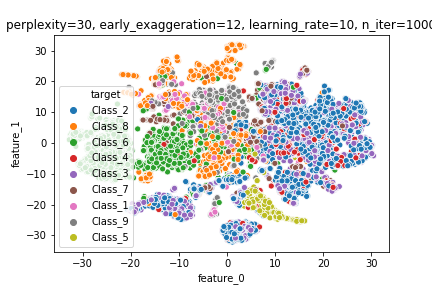 perplexity=30, early_exaggeration=12, learning_rate=10, n_iter=1000
30
20
10
0
−10
−20
−30
feature_1
target
Class_2
Class_8
Class_6
Class_4
Class_3
Class_7
Class_1
Class_9
Class_5
−30 −20 −10 0 10 20 30
feature_0